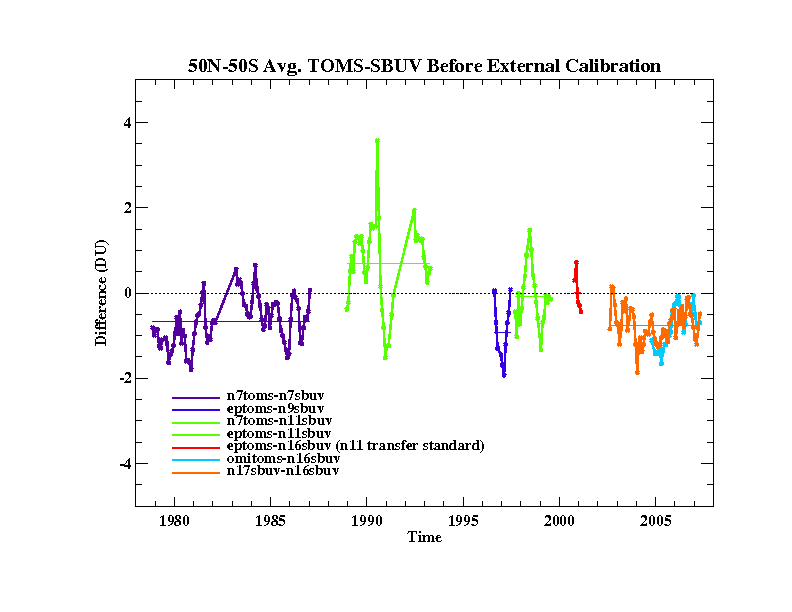 50N-50S Avg. TOMS-SBUV Before External Calibration
4
2
0
-2
-4
Difference (DU)
n7toms-n7sbuv
eptoms-n9sbuv
n7toms-n11sbuv
eptoms-n11sbuv
eptoms-n16sbuv (n11 transfer standard)
omitoms-n16sbuv
n17sbuv-n16sbuv
1980 1985 1990 1995 2000 2005
Time